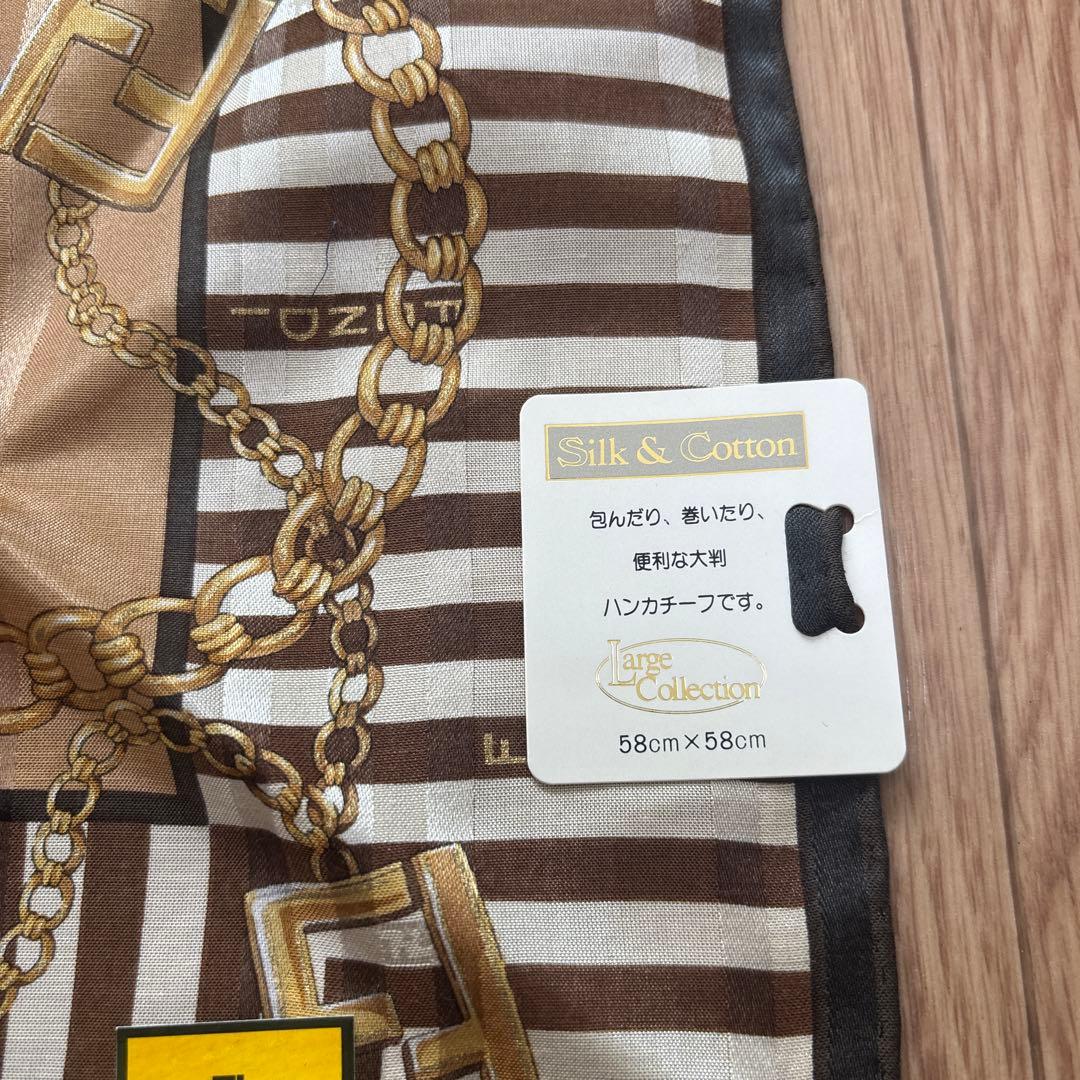 FENDI
Silk & Cotton
包んだり、巻いたり、
便利な大判
ハンカチーフです。
Large
Collection
58cm×58cm
F